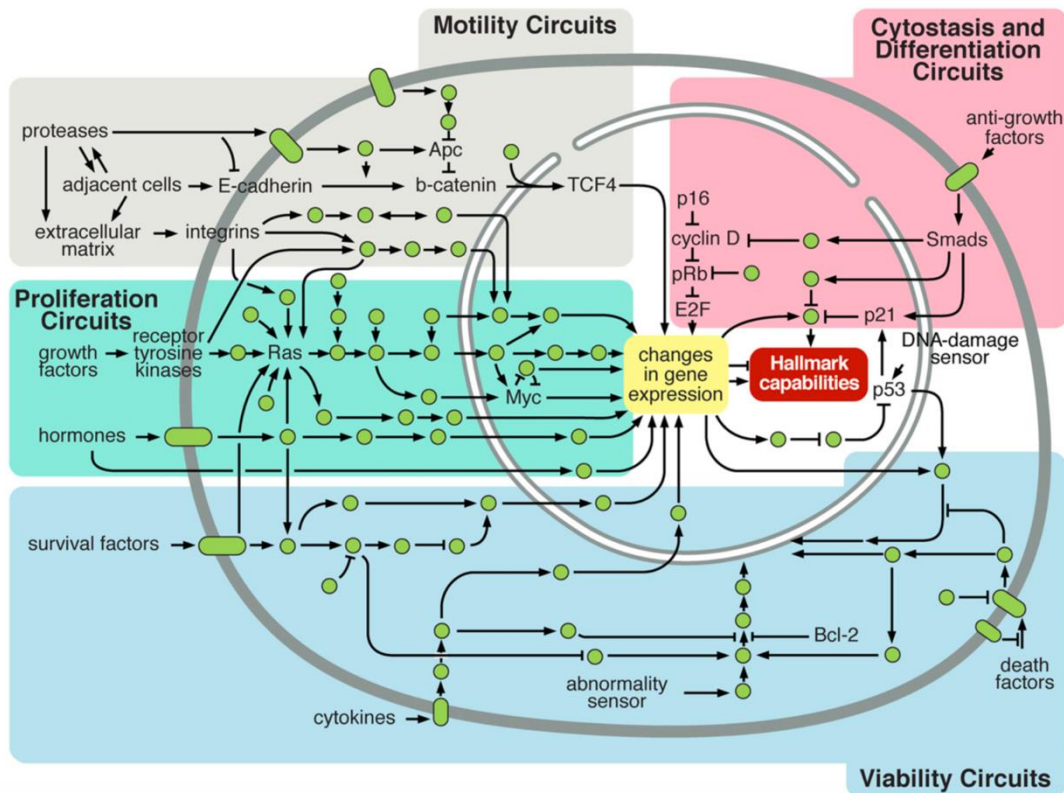 Motility Circuits
Cytostasis and
Differentiation
Circuits
proteases
adjacent cells
extracellular
matrix
E-cadherin
integrins
Apc
b-catenin
TCF4
anti-growth
factors
p16
cyclin D
pRb
E2F
Smads
p21
DNA-damage
sensor
p53
Proliferation
Circuits
growth
factors
receptor
tyrosine
kinases
Ras
Myc
hormones
changes
in gene
expression
Hallmark
capabilities
survival factors
cytokines
abnormality
sensor
Bcl-2
death
factors
Viability Circuits